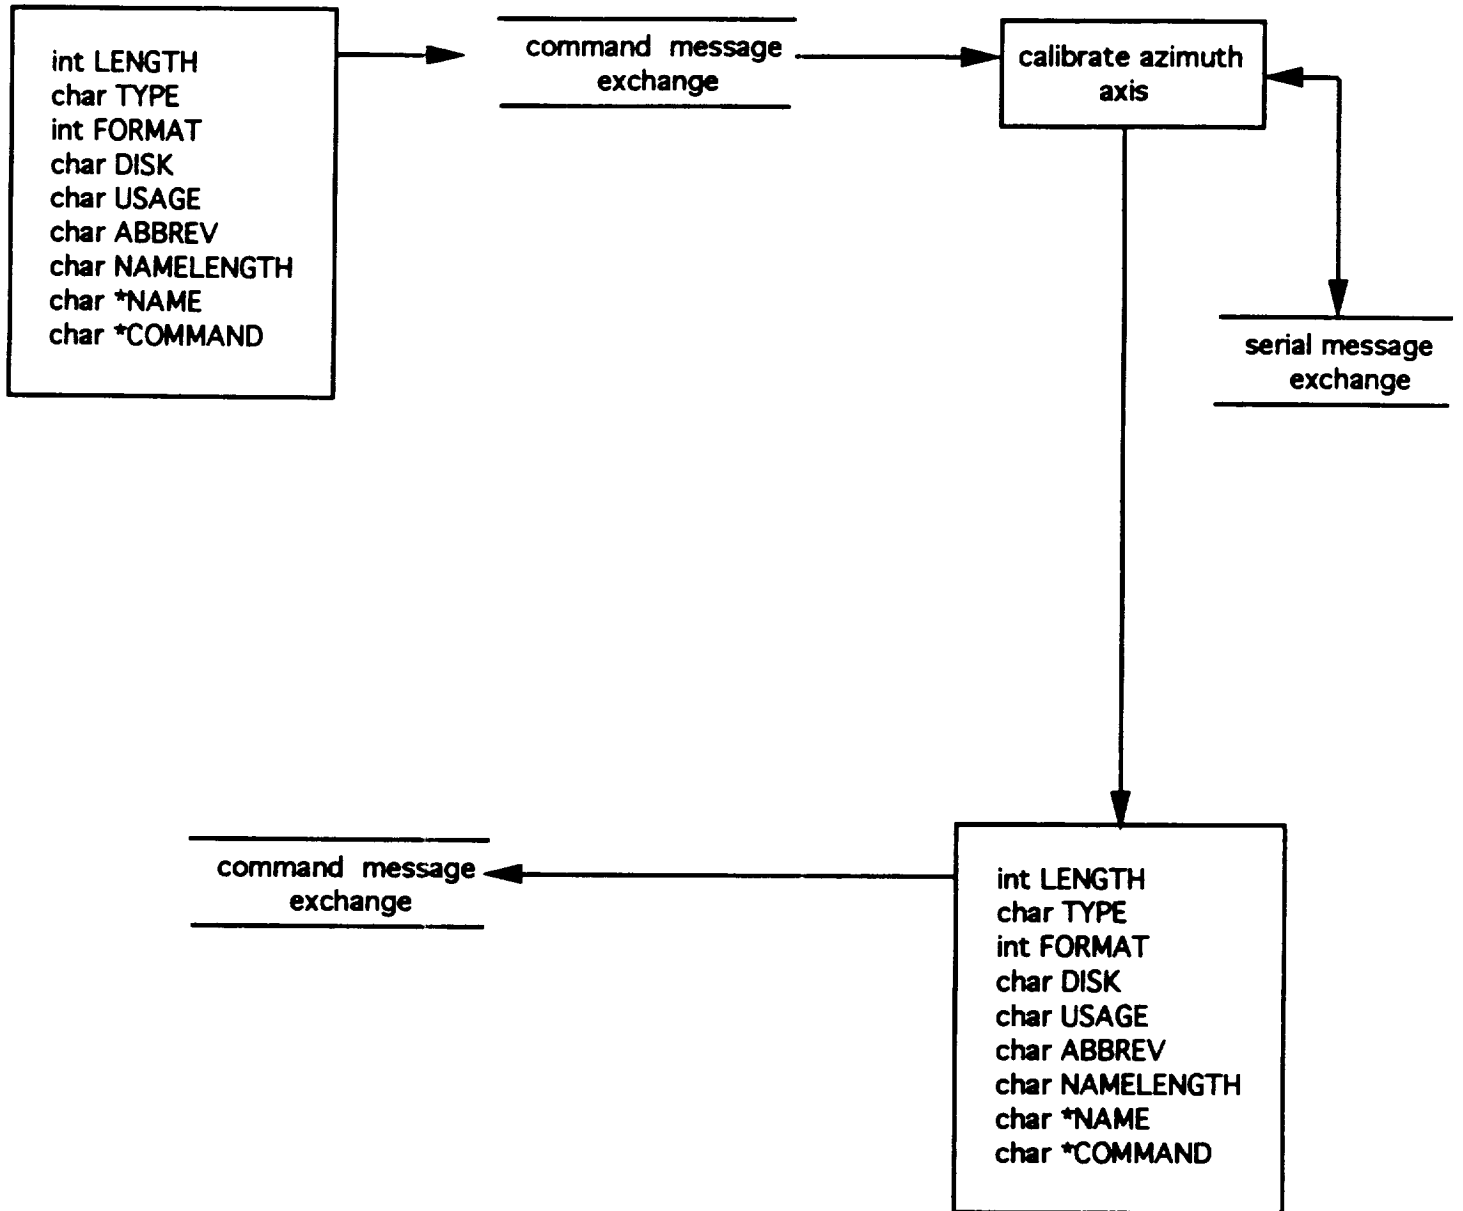 int LENGTH
char TYPE
int FORMAT
char DISK
char USAGE
char ABBREV
char NAMELENGTH
char *NAME
char *COMMAND
command message
exchange
calibrate azimuth
axis
serial message
exchange
command message
exchange
int LENGTH
char TYPE
int FORMAT
char DISK
char USAGE
char ABBREV
char NAMELENGTH
char *NAME
char *COMMAND